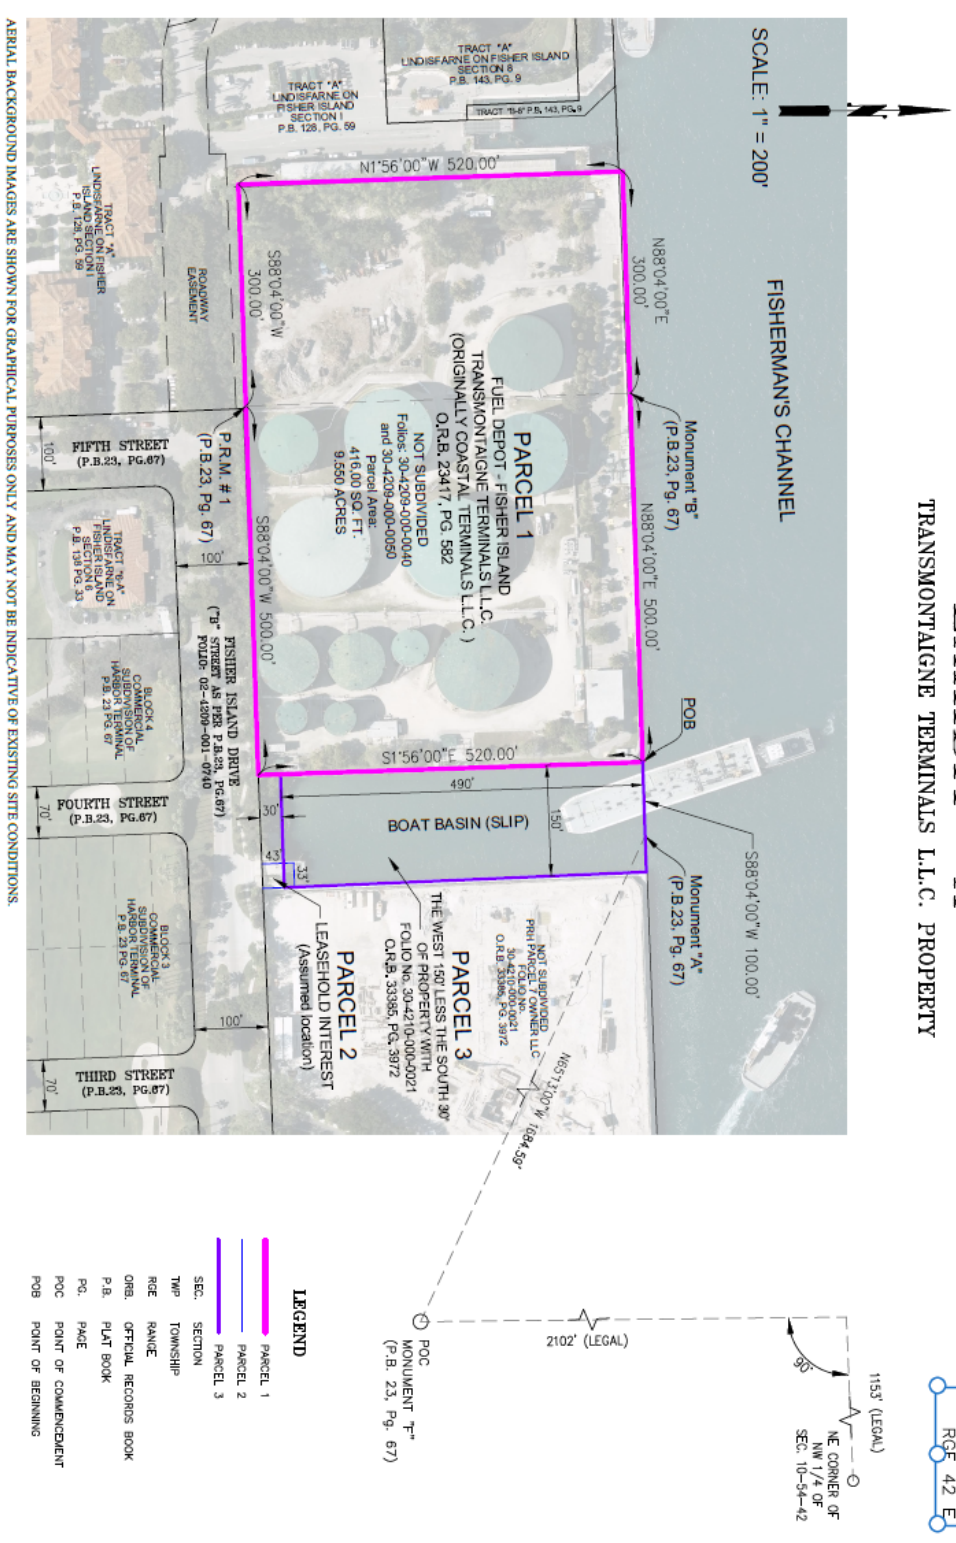 TRANSMONTAIGNE TERMINALS L.L.C. PROPERTY
RGE 42 E
SCALE: 1" = 200'
FISHERMAN'S CHANNEL
TRACT "A"
LINDISFARNE ON FISHER ISLAND
SECTION 8
P.B. 143, PG. 9
TRACT "B-8" P.B. 143, PG. 9
TRACT "A"
LINDISFARNE ON
FISHER ISLAND
SECTION I
P.B. 128, PG. 59
TRACT "A"
LINDISFARNE ON FISHER
ISLAND SECTION I
P.B. 128, PG. 59
ROADWAY
EASEMENT
N1°56'00"W 520.00'
N88°04'00"E
300.00'
S88°04'00"W
300.00'
Monument "B"
(P.B.23, Pg. 67)
N88°04'00"E 500.00'
PARCEL 1
FUEL DEPOT - FISHER ISLAND
TRANSMONTAIGNE TERMINALS L.L.C.
(ORIGINALLY COASTAL TERMINALS L.L.C.)
O.R.B. 23417, PG. 582
NOT SUBDIVIDED
Folios: 30-4209-000-0040
and 30-4209-000-0050
Parcel Area:
416,00 SQ. FT.
9.550 ACRES
P.R.M. # 1
(P.B.23, Pg. 67)
S88°04'00"W 500.00'
100'
FIFTH STREET
(P.B.23, PG.67)
100'
TRACT "6-A"
LINDISFARNE ON
FISHER ISLAND
SECTION 6
P.B. 138 PG. 33
FISHER ISLAND DRIVE
("B" STREET AS PER P.B.23, PG.67)
FOLIO: 02-4209-001-0740
BLOCK 4
COMMERCIAL
SUBDIVISION OF
HARBOR TERMINAL
P.B. 23 PG. 67
POB
S1°56'00"E 520.00'
490'
BOAT BASIN (SLIP)
150'
30'
43'
33'
FOURTH STREET
(P.B.23, PG.67)
70'
S88°04'00"W 100.00'
Monument "A"
(P.B.23, Pg. 67)
NOT SUBDIVIDED
PRH PARCEL 7 OWNER LLC
FOLIO No.
30-4210-000-0021
O.R.B. 33385, PG. 3972
PARCEL 3
THE WEST 150' LESS THE SOUTH 30'
OF PROPERTY WITH
FOLIO No. 30-4210-000-0021
O.R.B. 33385, PG. 3972
PARCEL 2
LEASEHOLD INTEREST
(Assumed location)
BLOCK 3
COMMERCIAL
SUBDIVISION OF
HARBOR TERMINAL
P.B. 23 PG. 67
100'
THIRD STREET
(P.B.23, PG.67)
70'
N65°13'00"W 1684.59'
POC
MONUMENT "F"
(P.B. 23, Pg. 67)
2102' (LEGAL)
90°
1153' (LEGAL)
NE CORNER OF
NW 1/4 OF
SEC. 10-54-42
LEGEND
PARCEL 1
PARCEL 2
PARCEL 3
SEC. SECTION
TWP TOWNSHIP
RGE RANGE
ORB. OFFICIAL RECORDS BOOK
P.B. PLAT BOOK
PG. PAGE
POC POINT OF COMMENCEMENT
POB POINT OF BEGINNING
AERIAL BACKGROUND IMAGES ARE SHOWN FOR GRAPHICAL PURPOSES ONLY AND MAY NOT BE INDICATIVE OF EXISTING SITE CONDITIONS.